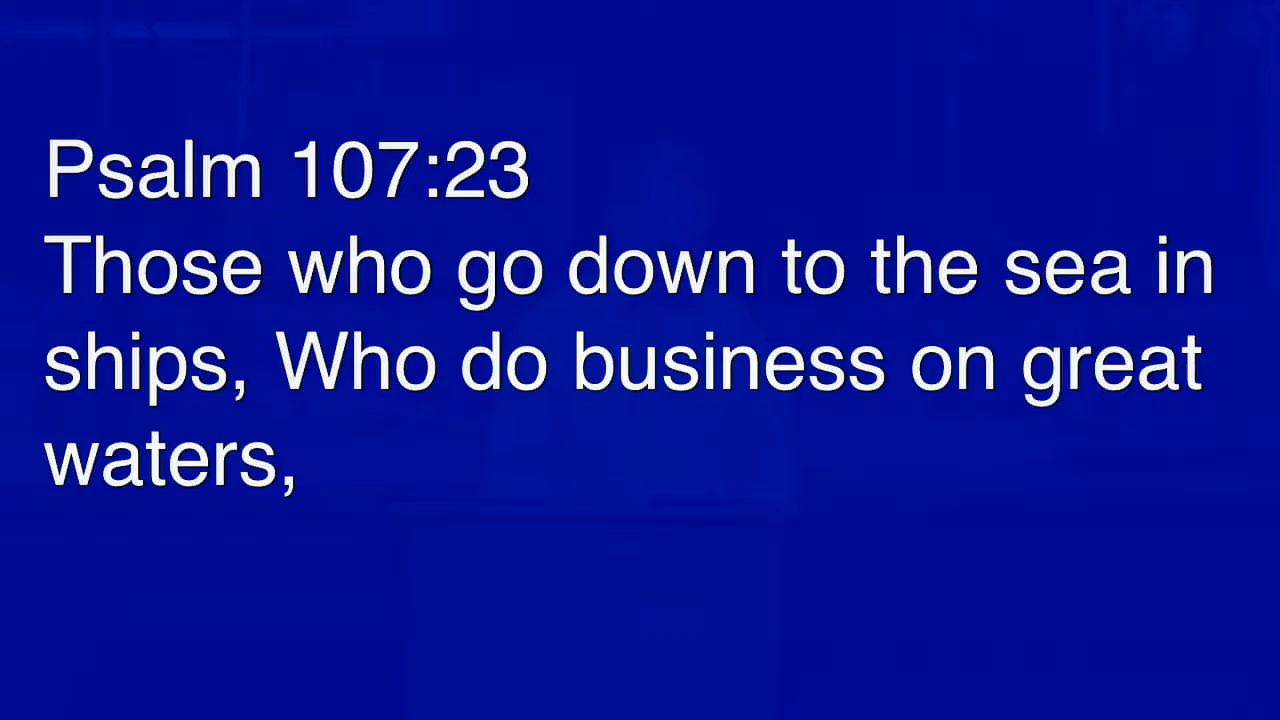 Psalm 107:23
Those who go down to the sea in
ships, Who do business on great
waters,